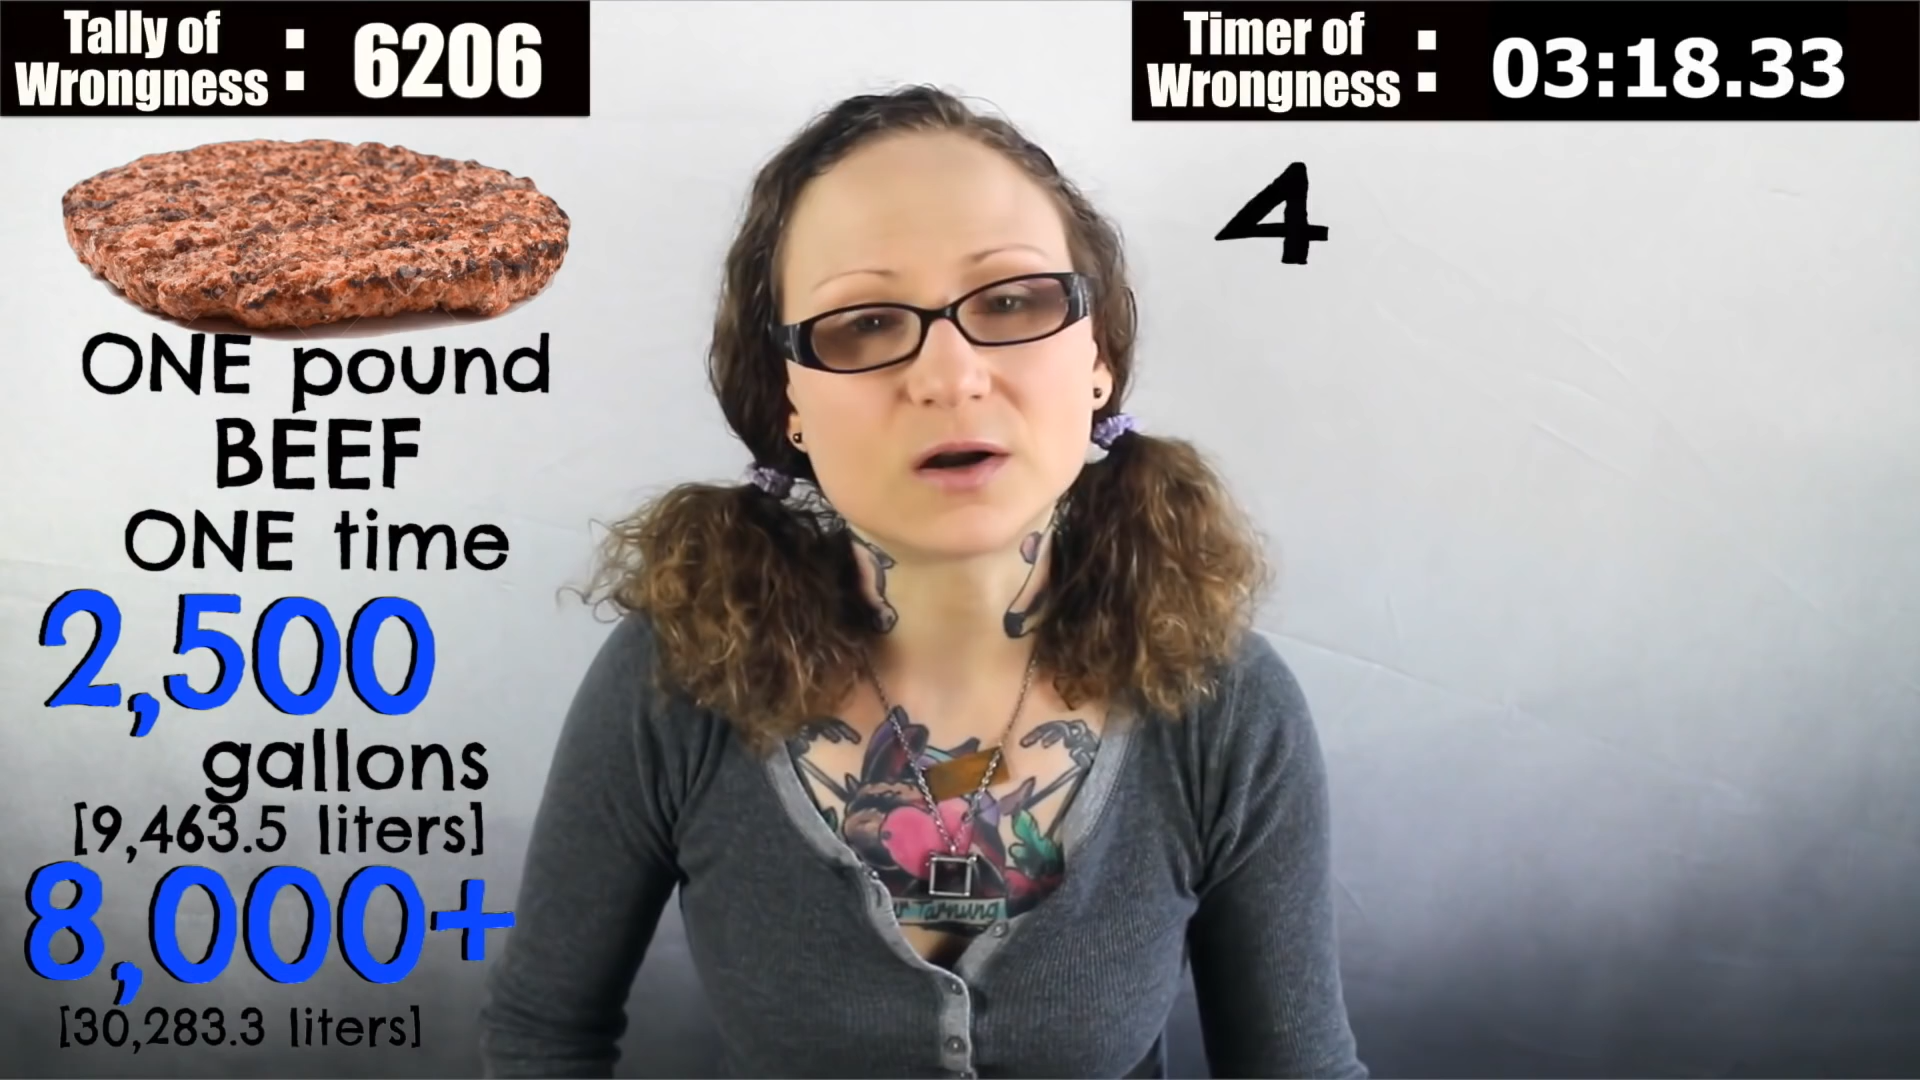 Tally of
Wrongness : 6206
Timer of
Wrongness : 03:18.33
4
ONE pound
BEEF
ONE time
2,500
gallons
[9,463.5 liters]
8,000+
[30,283.3 liters]
Tarnung